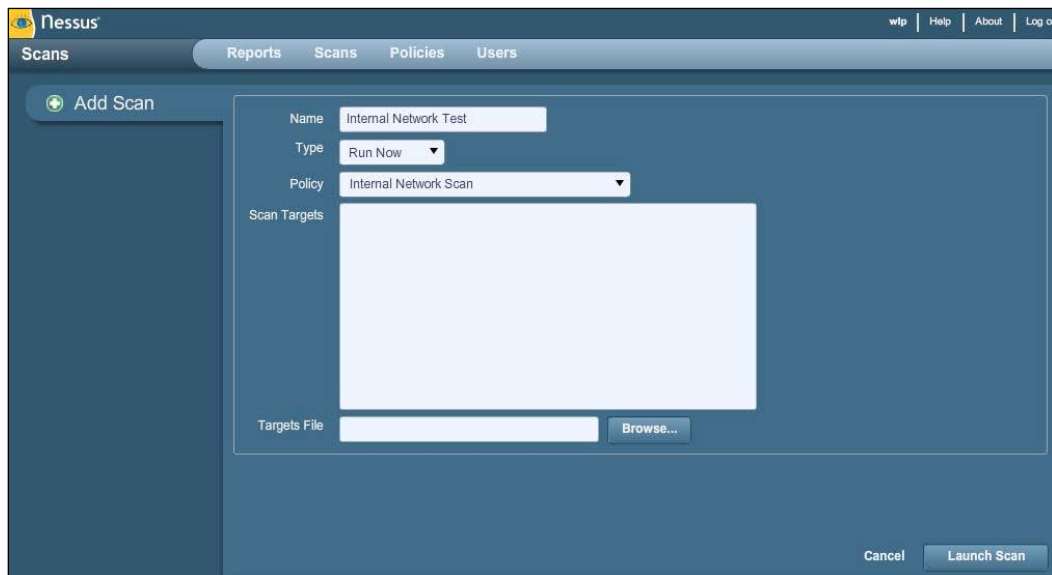 Nessus
wlp | Help | About | Log o
Scans
Reports Scans Policies Users
Add Scan
Name Internal Network Test
Type Run Now
Policy Internal Network Scan
Scan Targets
Targets File Browse...
Cancel Launch Scan